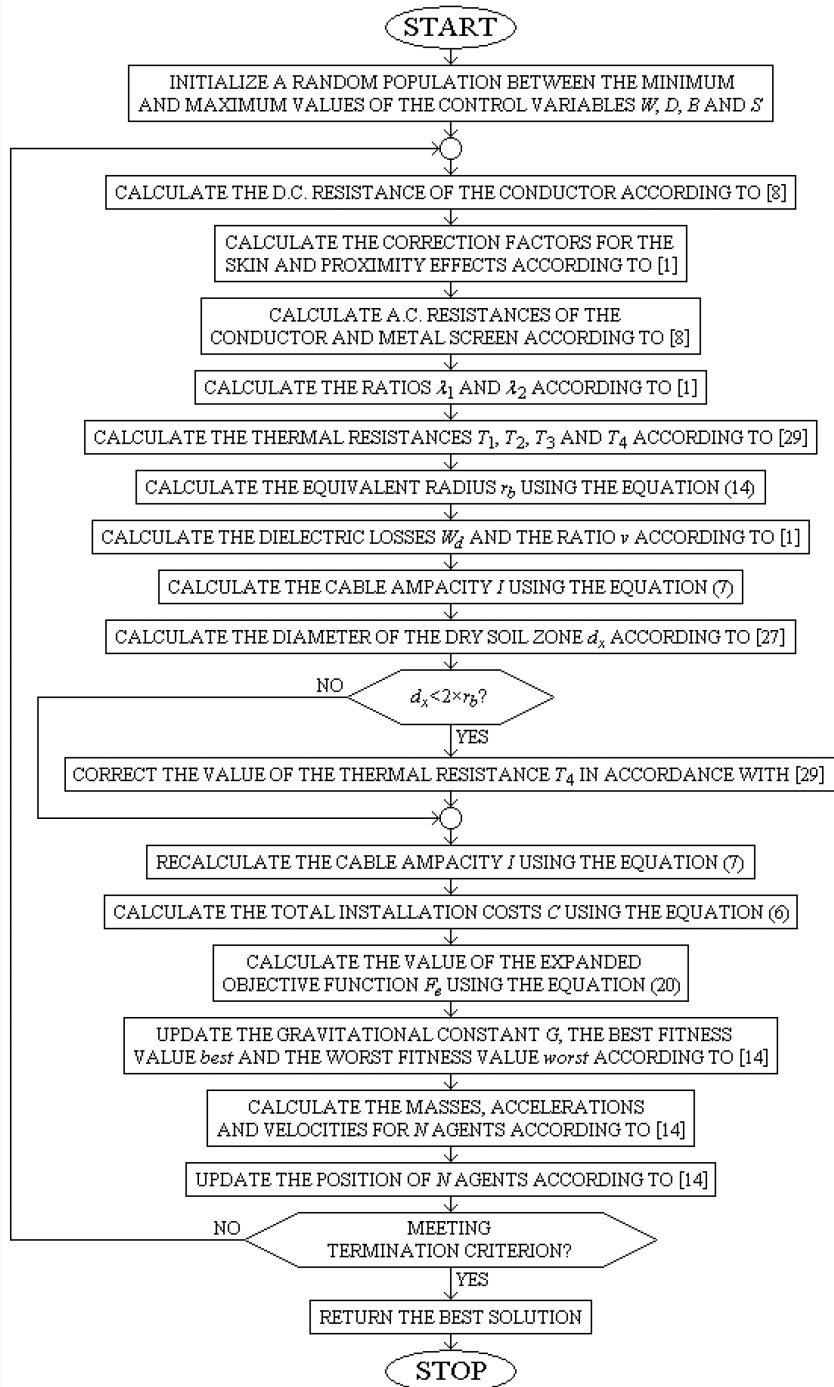 START
INITIALIZE A RANDOM POPULATION BETWEEN THE MINIMUM
AND MAXIMUM VALUES OF THE CONTROL VARIABLES W, D, B AND S
CALCULATE THE D.C. RESISTANCE OF THE CONDUCTOR ACCORDING TO [8]
CALCULATE THE CORRECTION FACTORS FOR THE
SKIN AND PROXIMITY EFFECTS ACCORDING TO [1]
CALCULATE A.C. RESISTANCES OF THE
CONDUCTOR AND METAL SCREEN ACCORDING TO [8]
CALCULATE THE RATIOS λ1 AND λ2 ACCORDING TO [1]
CALCULATE THE THERMAL RESISTANCES T1, T2, T3 AND T4 ACCORDING TO [29]
CALCULATE THE EQUIVALENT RADIUS rb USING THE EQUATION (14)
CALCULATE THE DIELECTRIC LOSSES Wd AND THE RATIO v ACCORDING TO [1]
CALCULATE THE CABLE AMPACITY I USING THE EQUATION (7)
CALCULATE THE DIAMETER OF THE DRY SOIL ZONE dx ACCORDING TO [27]
NO
dx<2×rb?
YES
CORRECT THE VALUE OF THE THERMAL RESISTANCE T4 IN ACCORDANCE WITH [29]
RECALCULATE THE CABLE AMPACITY I USING THE EQUATION (7)
CALCULATE THE TOTAL INSTALLATION COSTS C USING THE EQUATION (6)
CALCULATE THE VALUE OF THE EXPANDED
OBJECTIVE FUNCTION Fe USING THE EQUATION (20)
UPDATE THE GRAVITATIONAL CONSTANT G, THE BEST FITNESS
VALUE best AND THE WORST FITNESS VALUE worst ACCORDING TO [14]
CALCULATE THE MASSES, ACCELERATIONS
AND VELOCITIES FOR N AGENTS ACCORDING TO [14]
UPDATE THE POSITION OF N AGENTS ACCORDING TO [14]
NO
MEETING
TERMINATION CRITERION?
YES
RETURN THE BEST SOLUTION
STOP